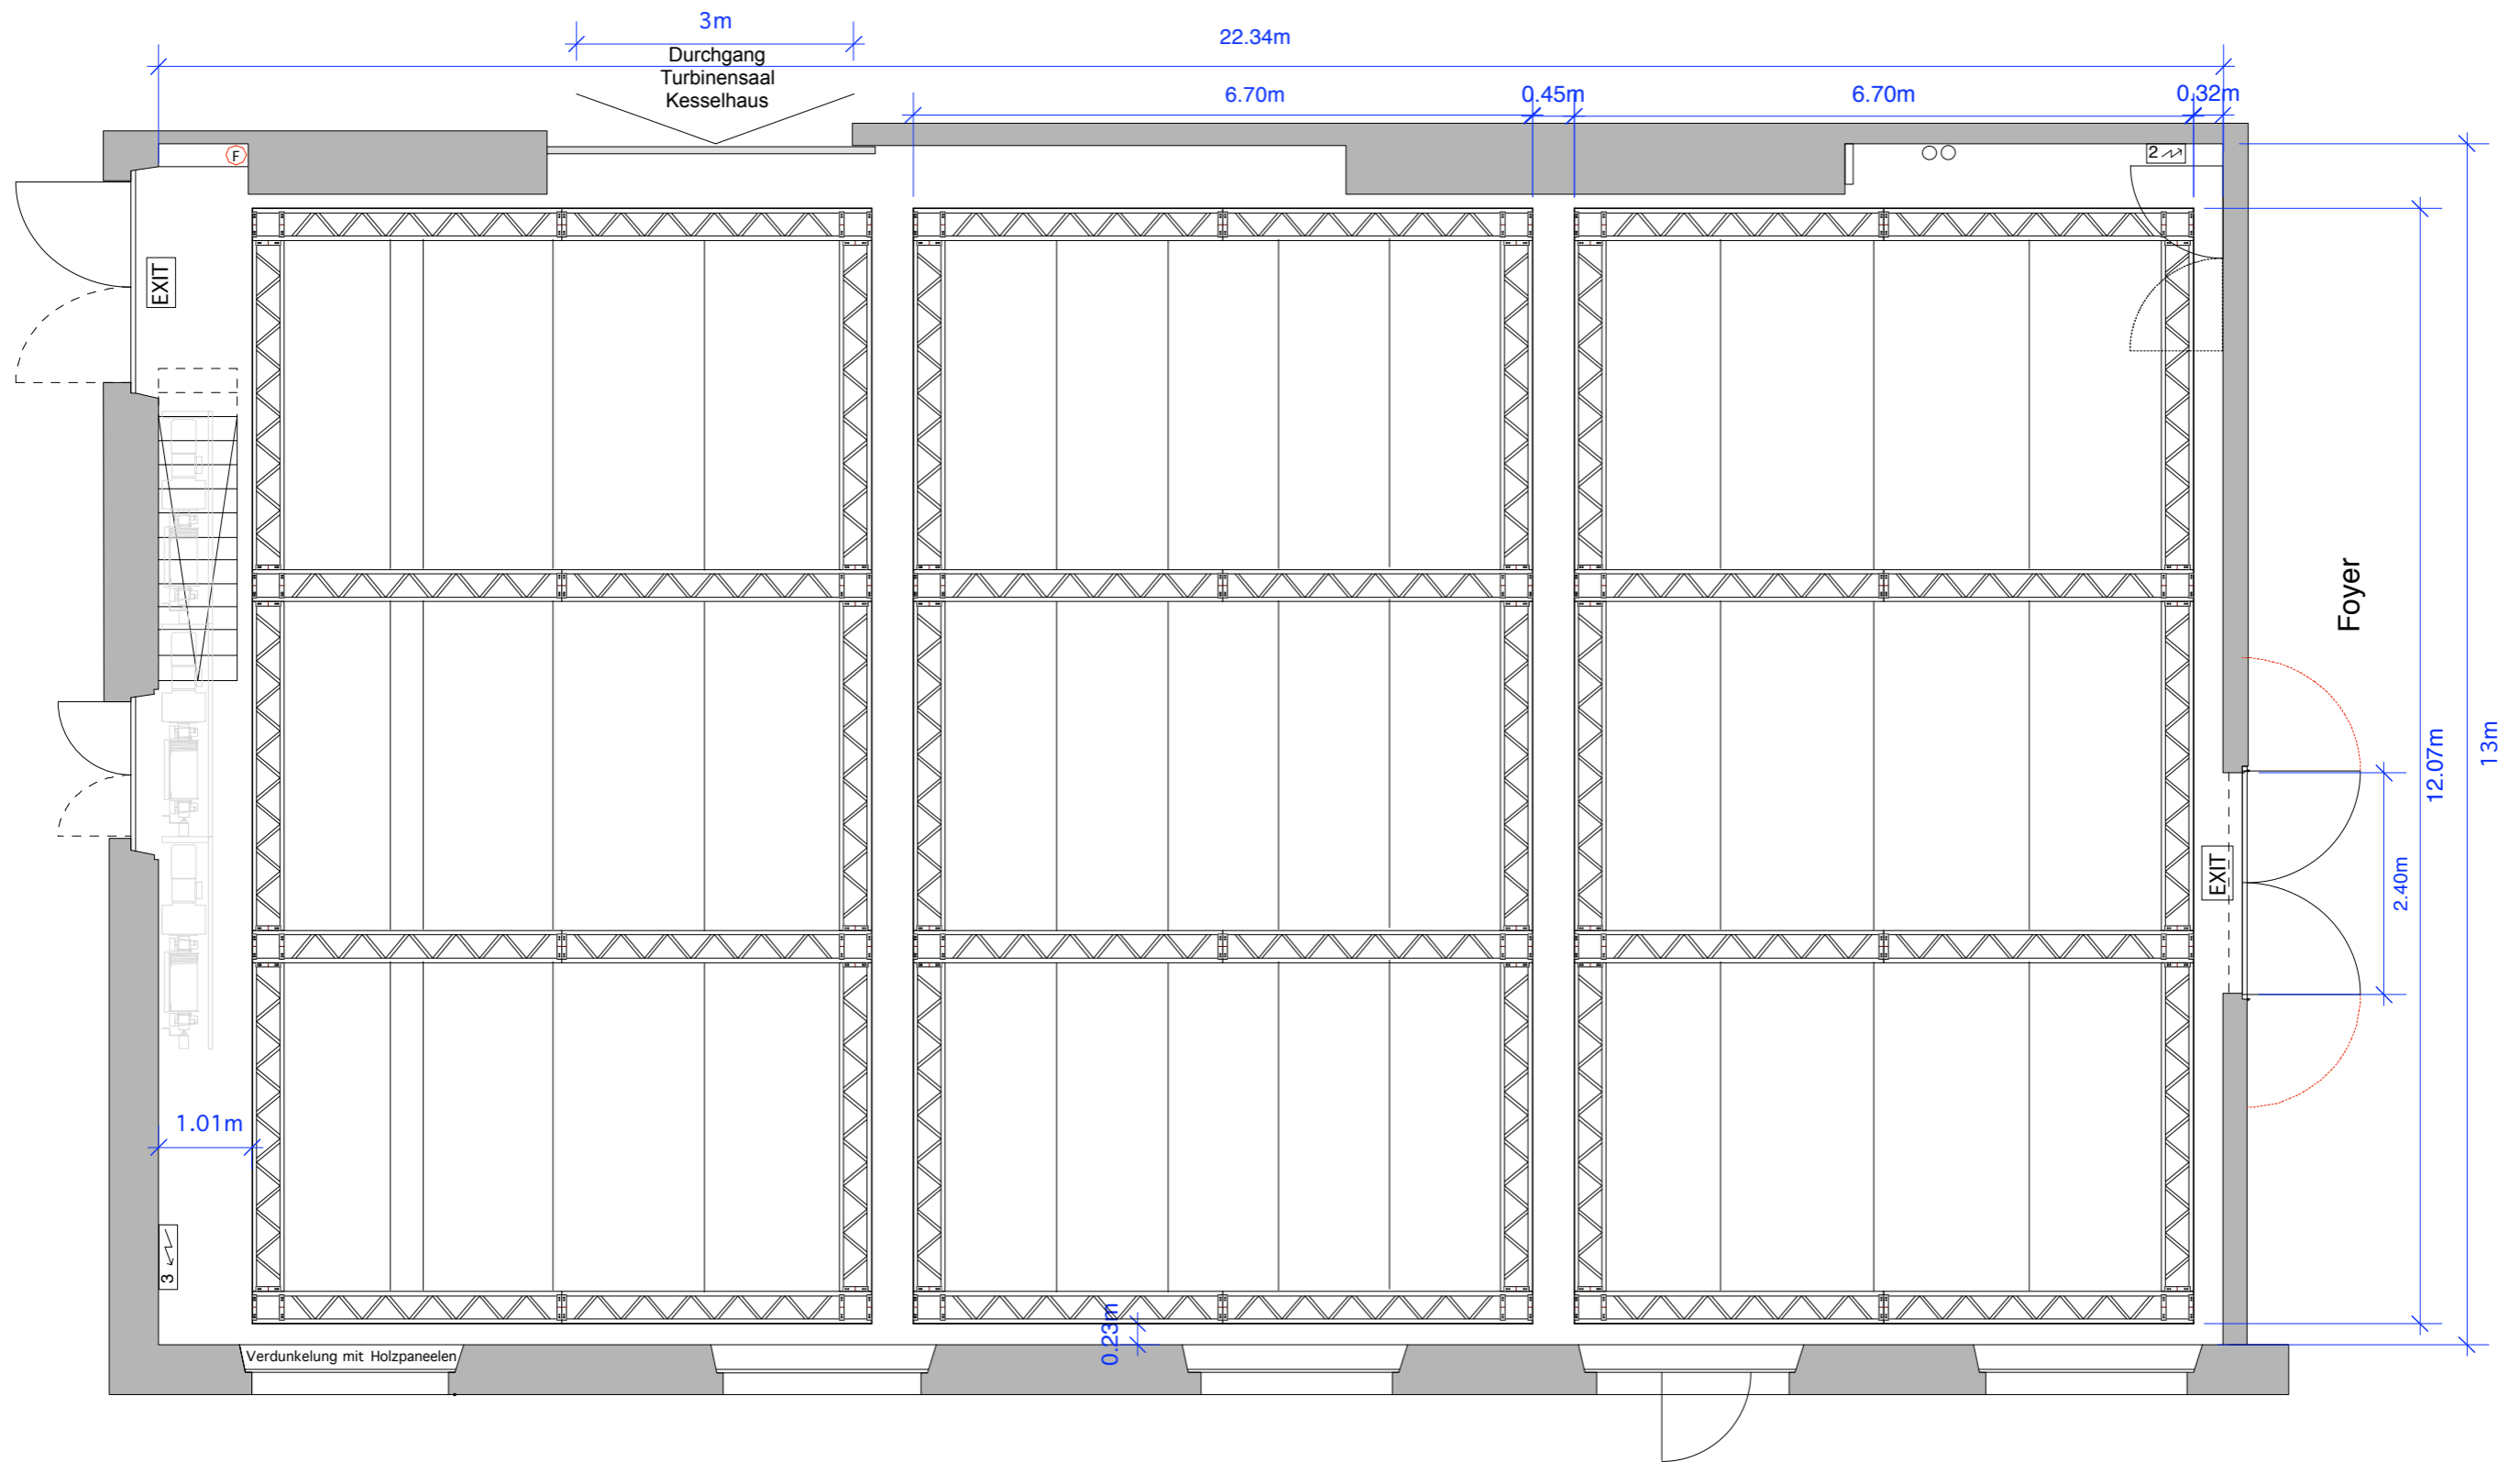 3m
22.34m
Durchgang
Turbinensaal
Kesselhaus
6.70m
0.45m
6.70m
0.32m
F
2
EXIT
Foyer
12.07m
13m
EXIT
2.40m
1.01m
3
0.23m
Verdunkelung mit Holzpaneelen